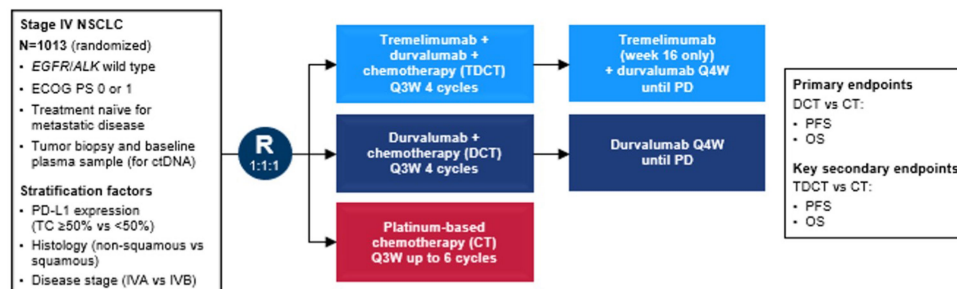 Stage IV NSCLC
N=1013 (randomized)
• EGFR/ALK wild type
• ECOG PS 0 or 1
• Treatment naïve for
metastatic disease
• Tumor biopsy and baseline
plasma sample (for ctDNA)
Stratification factors
• PD-L1 expression
(TC ≥50% vs <50%)
• Histology (non-squamous vs
squamous)
• Disease stage (IVA vs IVB)
R
1:1:1
Tremelimumab +
durvalumab +
chemotherapy (TDCT)
Q3W 4 cycles
Tremelimumab
(week 16 only)
+ durvalumab Q4W
until PD
Durvalumab +
chemotherapy (DCT)
Q3W 4 cycles
Durvalumab Q4W
until PD
Platinum-based
chemotherapy (CT)
Q3W up to 6 cycles
Primary endpoints
DCT vs CT:
• PFS
• OS
Key secondary endpoints
TDCT vs CT:
• PFS
• OS